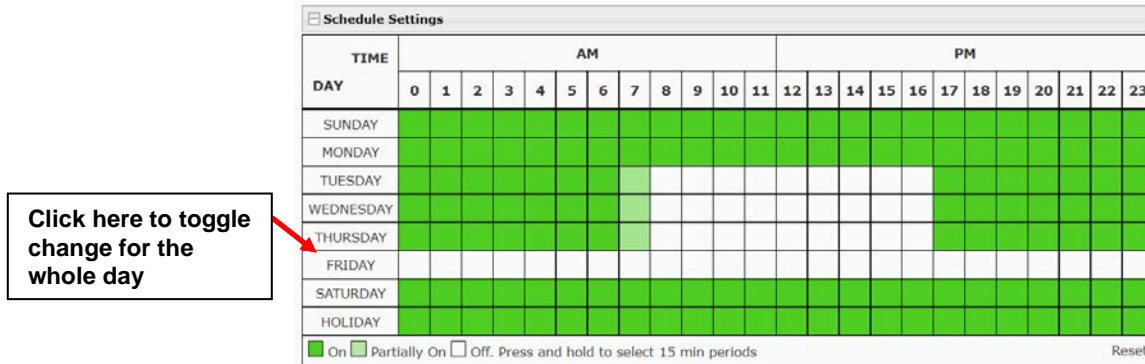 Schedule Settings
TIME AM PM
DAY 0 1 2 3 4 5 6 7 8 9 10 11 12 13 14 15 16 17 18 19 20 21 22 23
SUNDAY
MONDAY
TUESDAY
WEDNESDAY
THURSDAY
FRIDAY
SATURDAY
HOLIDAY
On Partially On Off. Press and hold to select 15 min periods Reset
Click here to toggle
change for the
whole day